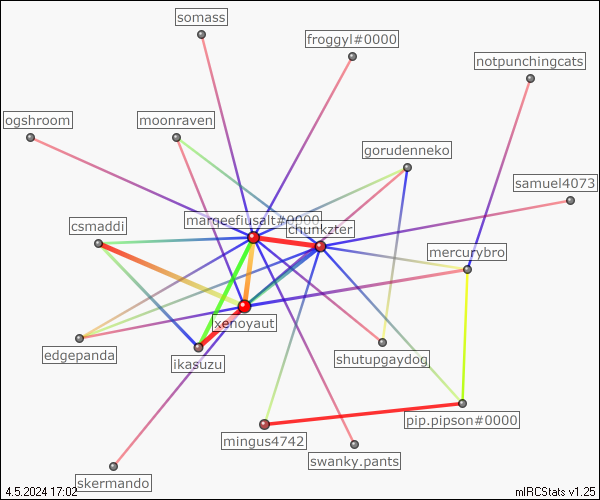 somass
froggyl#0000
notpunchingcats
ogshroom
moonraven
gorudenneko
samuel4073
margeefiusalt#0000
chunkzter
csmaddi
mercurybro
xenoyaut
edgepanda
ikasuzu
shutupgaydog
pip.pipson#0000
mingus4742
swanky.pants
skermando
4.5.2024 17:02
mIRCStats v1.25